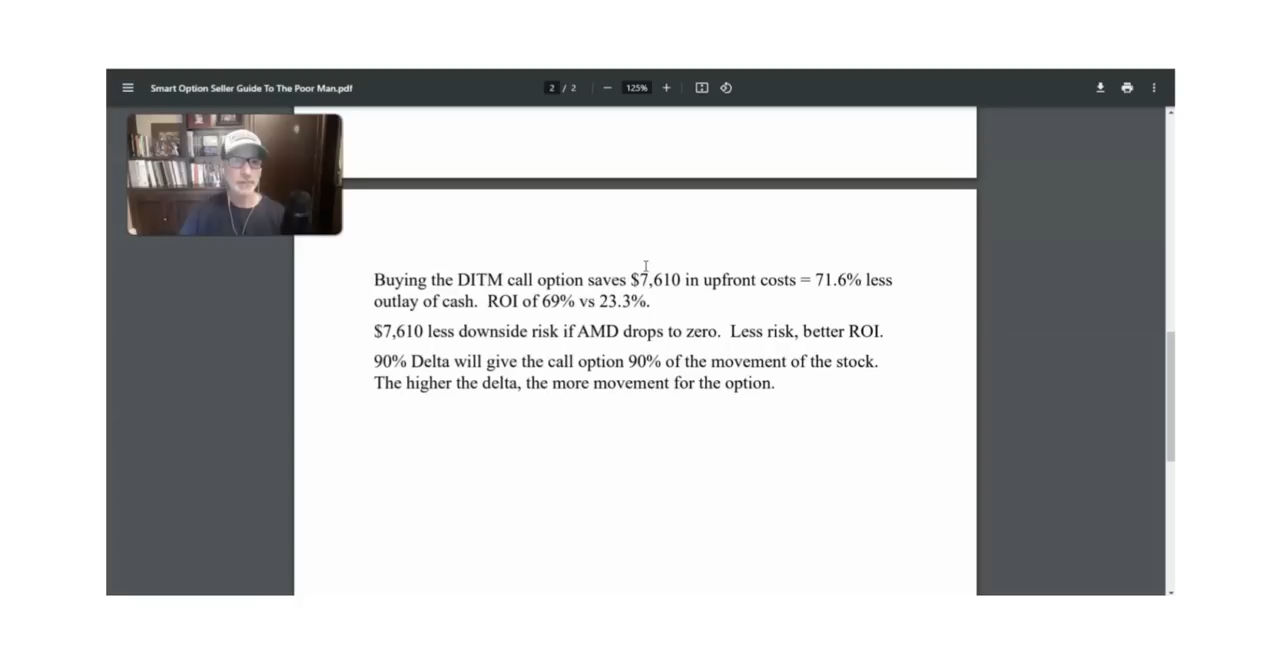 Smart Option Seller Guide To The Poor Man.pdf
2 / 2
125%
Buying the DITM call option saves $7,610 in upfront costs = 71.6% less
outlay of cash.  ROI of 69% vs 23.3%.
$7,610 less downside risk if AMD drops to zero.  Less risk, better ROI.
90% Delta will give the call option 90% of the movement of the stock.
The higher the delta, the more movement for the option.